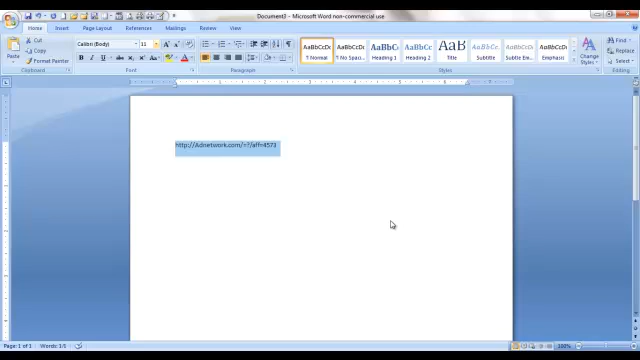 Document3 - Microsoft Word non-commercial use
Home Insert Page Layout References Mailings Review View
Cut
Copy
Format Painter
Paste
Clipboard
Calibri (Body) 11
Font
Paragraph
AaBbCcDc AaBbCcDc AaBbCc AaBbCc AaB AaBbCc AaBbCcDc AaBbCcDc
¶ Normal ¶ No Spaci... Heading 1 Heading 2 Title Subtitle Subtle Em... Emphasis
Styles
Change
Styles
Find
Replace
Select
Editing
http://Adnetwork.com/=?/aff=4573
Page: 1 of 1 Words: 1/1
100%